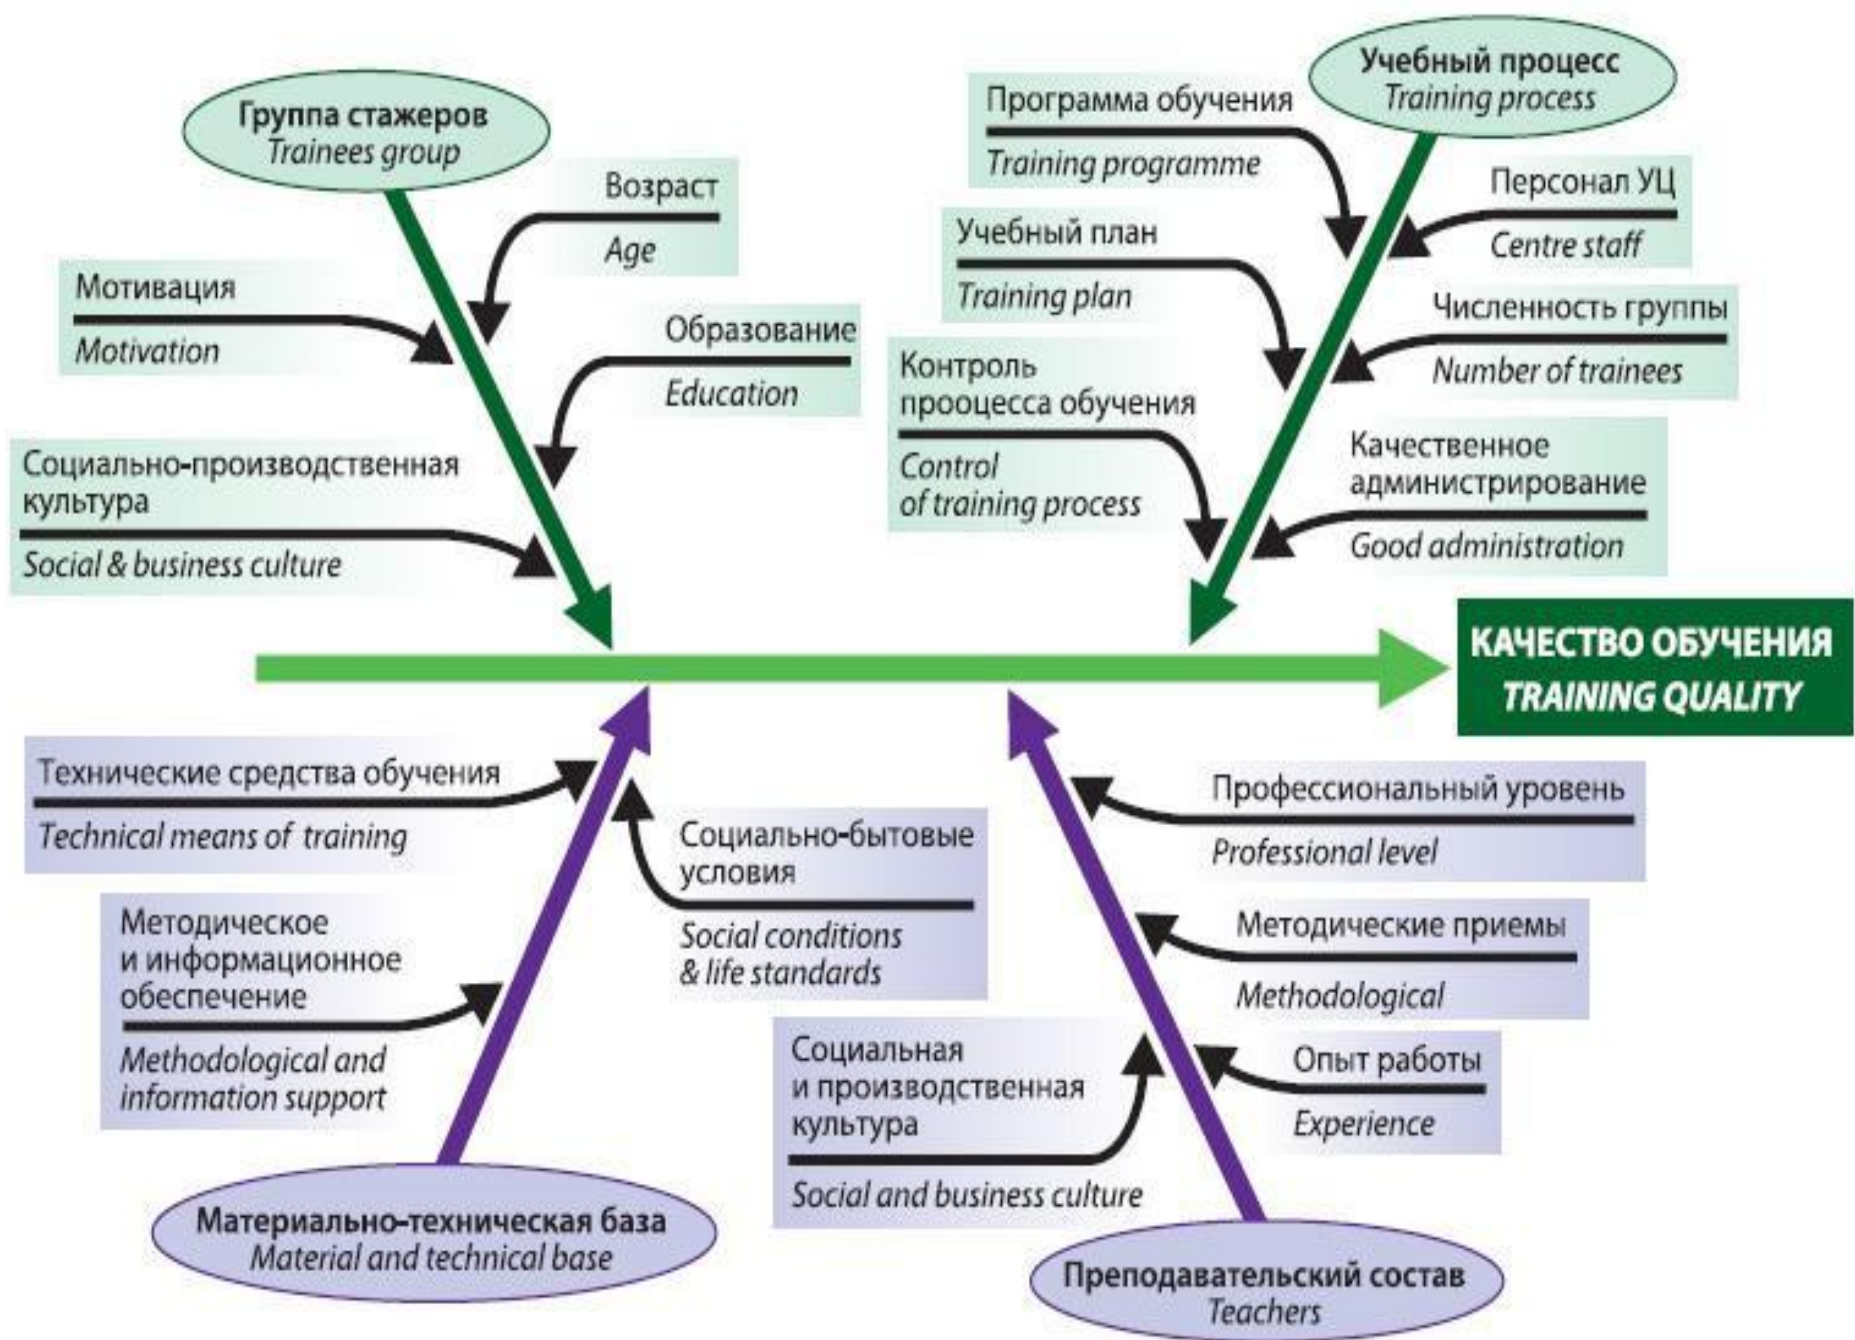 Группа стажеров
Trainees group
Возраст
Age
Мотивация
Motivation
Образование
Education
Социально-производственная
культура
Social & business culture
Учебный процесс
Training process
Программа обучения
Training programme
Персонал УЦ
Centre staff
Учебный план
Training plan
Численность группы
Number of trainees
Контроль
прооцесса обучения
Control
of training process
Качественное
администрирование
Good administration
КАЧЕСТВО ОБУЧЕНИЯ
TRAINING QUALITY
Технические средства обучения
Technical means of training
Социально-бытовые
условия
Social conditions
& life standards
Методическое
и информационное
обеспечение
Methodological and
information support
Материально-техническая база
Material and technical base
Профессиональный уровень
Professional level
Методические приемы
Methodological
Социальная
и производственная
культура
Social and business culture
Опыт работы
Experience
Преподавательский состав
Teachers